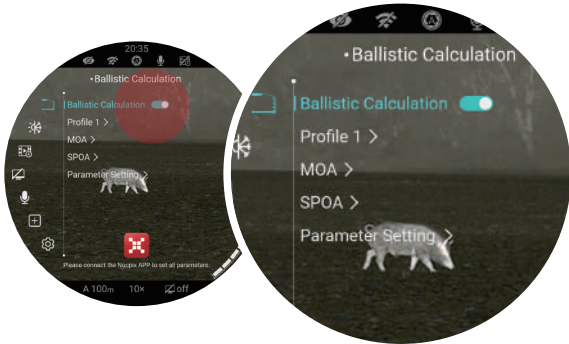 20:35
•Ballistic Calculation
Ballistic Calculation
Profile 1 >
MOA >
SPOA >
Parameter Setting >
Please connect the Nocpix APP to set all parameters.
A 100m 10× off
A
•Ballistic Calculation
Ballistic Calculation
Profile 1 >
MOA >
SPOA >
Parameter Setting >